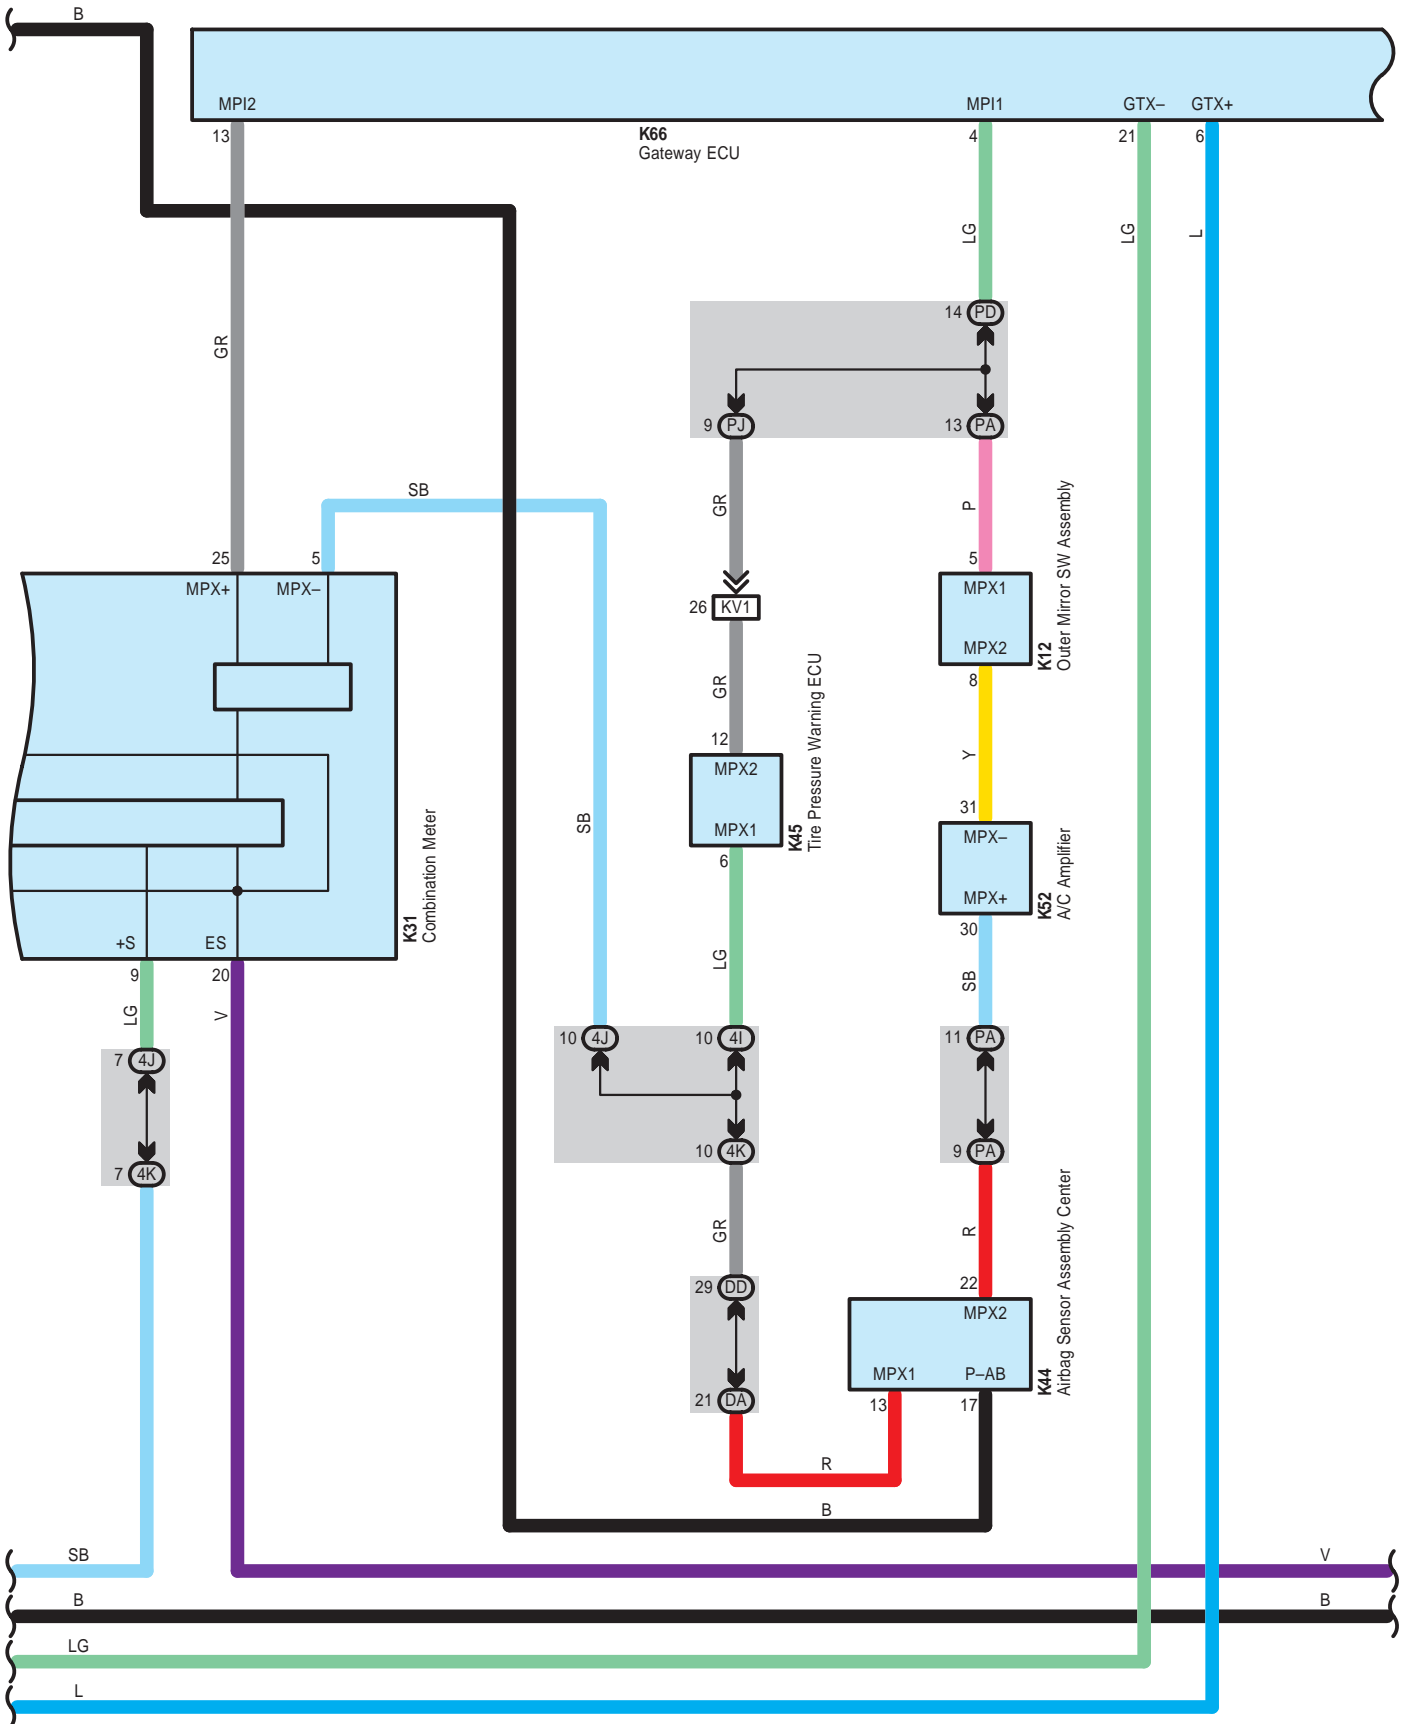 B
MPI2
MPI1
GTX–
GTX+
13
K66
Gateway ECU
4
21
6
LG
LG
L
14
PD
GR
9
PJ
13
PA
SB
GR
P
25
5
5
MPX+
MPX–
MPX1
MPX2
K12
Outer Mirror SW Assembly
26
KV1
8
GR
12
MPX2
MPX1
K45
Tire Pressure Warning ECU
Y
31
MPX–
MPX+
K52
A/C Amplifier
6
SB
K31
Combination Meter
+S
ES
30
9
20
LG
V
LG
SB
10
4J
10
4I
11
PA
7
4J
10
4K
9
PA
7
4K
GR
R
29
DD
22
MPX2
MPX1
P–AB
K44
Airbag Sensor Assembly Center
21
DA
13
17
R
B
SB
V
B
B
LG
L